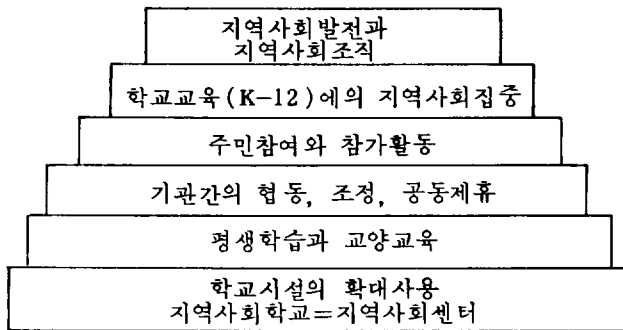 지역사회발전과
지역사회조직
학교교육(K-12)에의 지역사회집중
주민참여와 참가활동
기관간의 협동, 조정, 공동제휴
평생학습과 교양교육
학교시설의 확대사용
지역사회학교=지역사회센터